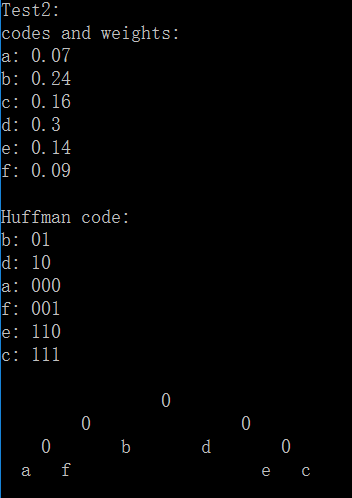 Test2:
codes and weights:
a: 0.07
b: 0.24
c: 0.16
d: 0.3
e: 0.14
f: 0.09
Huffman code:
b: 01
d: 10
a: 000
f: 001
e: 110
c: 111
0
0 0
0 b d 0
a f e c